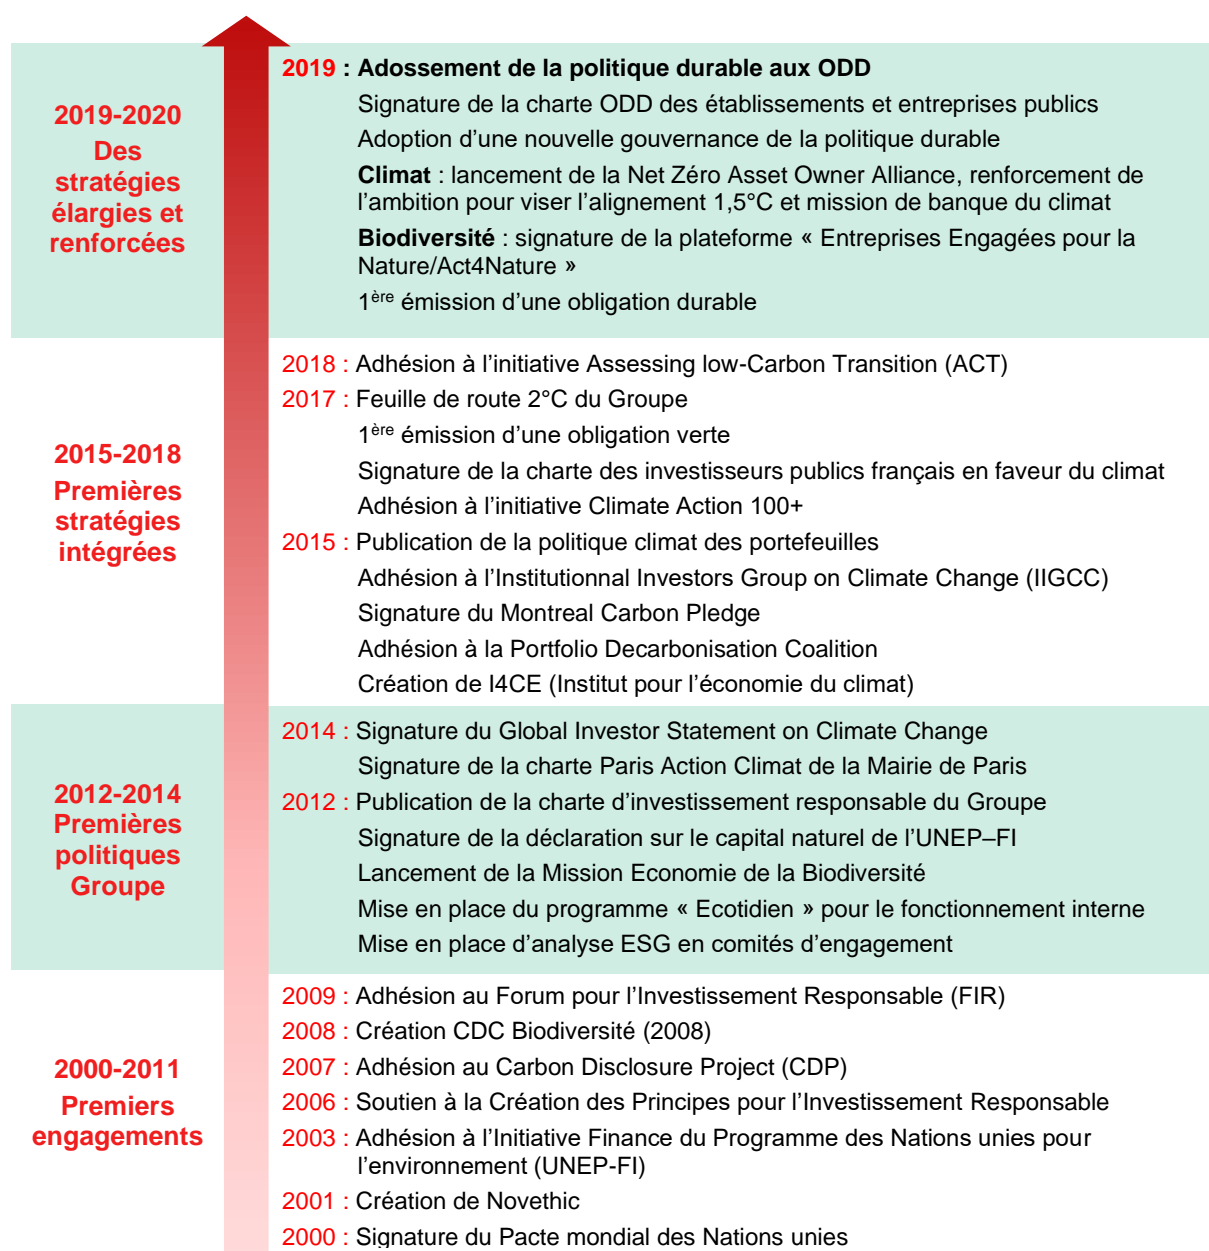 2019-2020
Des
stratégies
élargies et
renforcées
2019 : Adossement de la politique durable aux ODD
Signature de la charte ODD des établissements et entreprises publics
Adoption d’une nouvelle gouvernance de la politique durable
Climat : lancement de la Net Zéro Asset Owner Alliance, renforcement de
l’ambition pour viser l’alignement 1,5°C et mission de banque du climat
Biodiversité : signature de la plateforme « Entreprises Engagées pour la
Nature/Act4Nature »
1ère émission d’une obligation durable
2015-2018
Premières
stratégies
intégrées
2018 : Adhésion à l’initiative Assessing low-Carbon Transition (ACT)
2017 : Feuille de route 2°C du Groupe
1ère émission d’une obligation verte
Signature de la charte des investisseurs publics français en faveur du climat
Adhésion à l’initiative Climate Action 100+
2015 : Publication de la politique climat des portefeuilles
Adhésion à l’Institutionnal Investors Group on Climate Change (IIGCC)
Signature du Montreal Carbon Pledge
Adhésion à la Portfolio Decarbonisation Coalition
Création de I4CE (Institut pour l’économie du climat)
2012-2014
Premières
politiques
Groupe
2014 : Signature du Global Investor Statement on Climate Change
Signature de la charte Paris Action Climat de la Mairie de Paris
2012 : Publication de la charte d’investissement responsable du Groupe
Signature de la déclaration sur le capital naturel de l’UNEP–FI
Lancement de la Mission Economie de la Biodiversité
Mise en place du programme « Ecotidien » pour le fonctionnement interne
Mise en place d’analyse ESG en comités d’engagement
2000-2011
Premiers
engagements
2009 : Adhésion au Forum pour l’Investissement Responsable (FIR)
2008 : Création CDC Biodiversité (2008)
2007 : Adhésion au Carbon Disclosure Project (CDP)
2006 : Soutien à la Création des Principes pour l’Investissement Responsable
2003 : Adhésion à l’Initiative Finance du Programme des Nations unies pour
l’environnement (UNEP-FI)
2001 : Création de Novethic
2000 : Signature du Pacte mondial des Nations unies